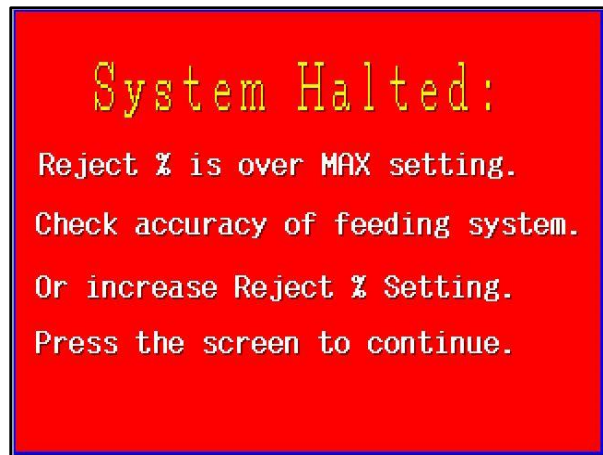 System Halted:
Reject % is over MAX setting.
Check accuracy of feeding system.
Or increase Reject % Setting.
Press the screen to continue.